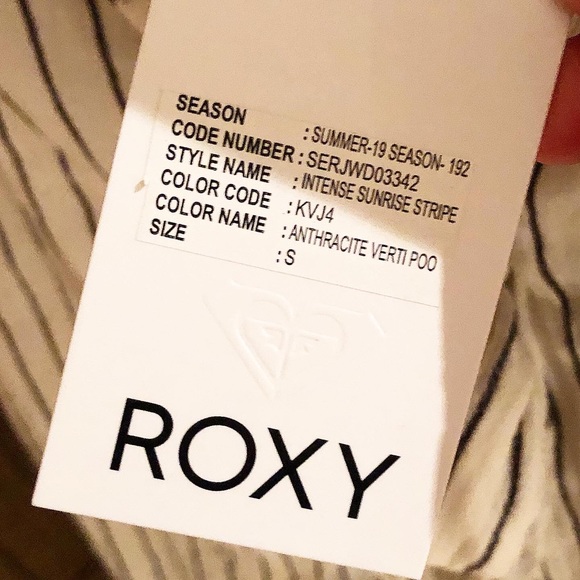 SEASON : SUMMER-19 SEASON- 192
CODE NUMBER : SERJWD03342
STYLE NAME : INTENSE SUNRISE STRIPE
COLOR CODE : KVJ4
COLOR NAME : ANTHRACITE VERTI POO
SIZE : S
ROXY